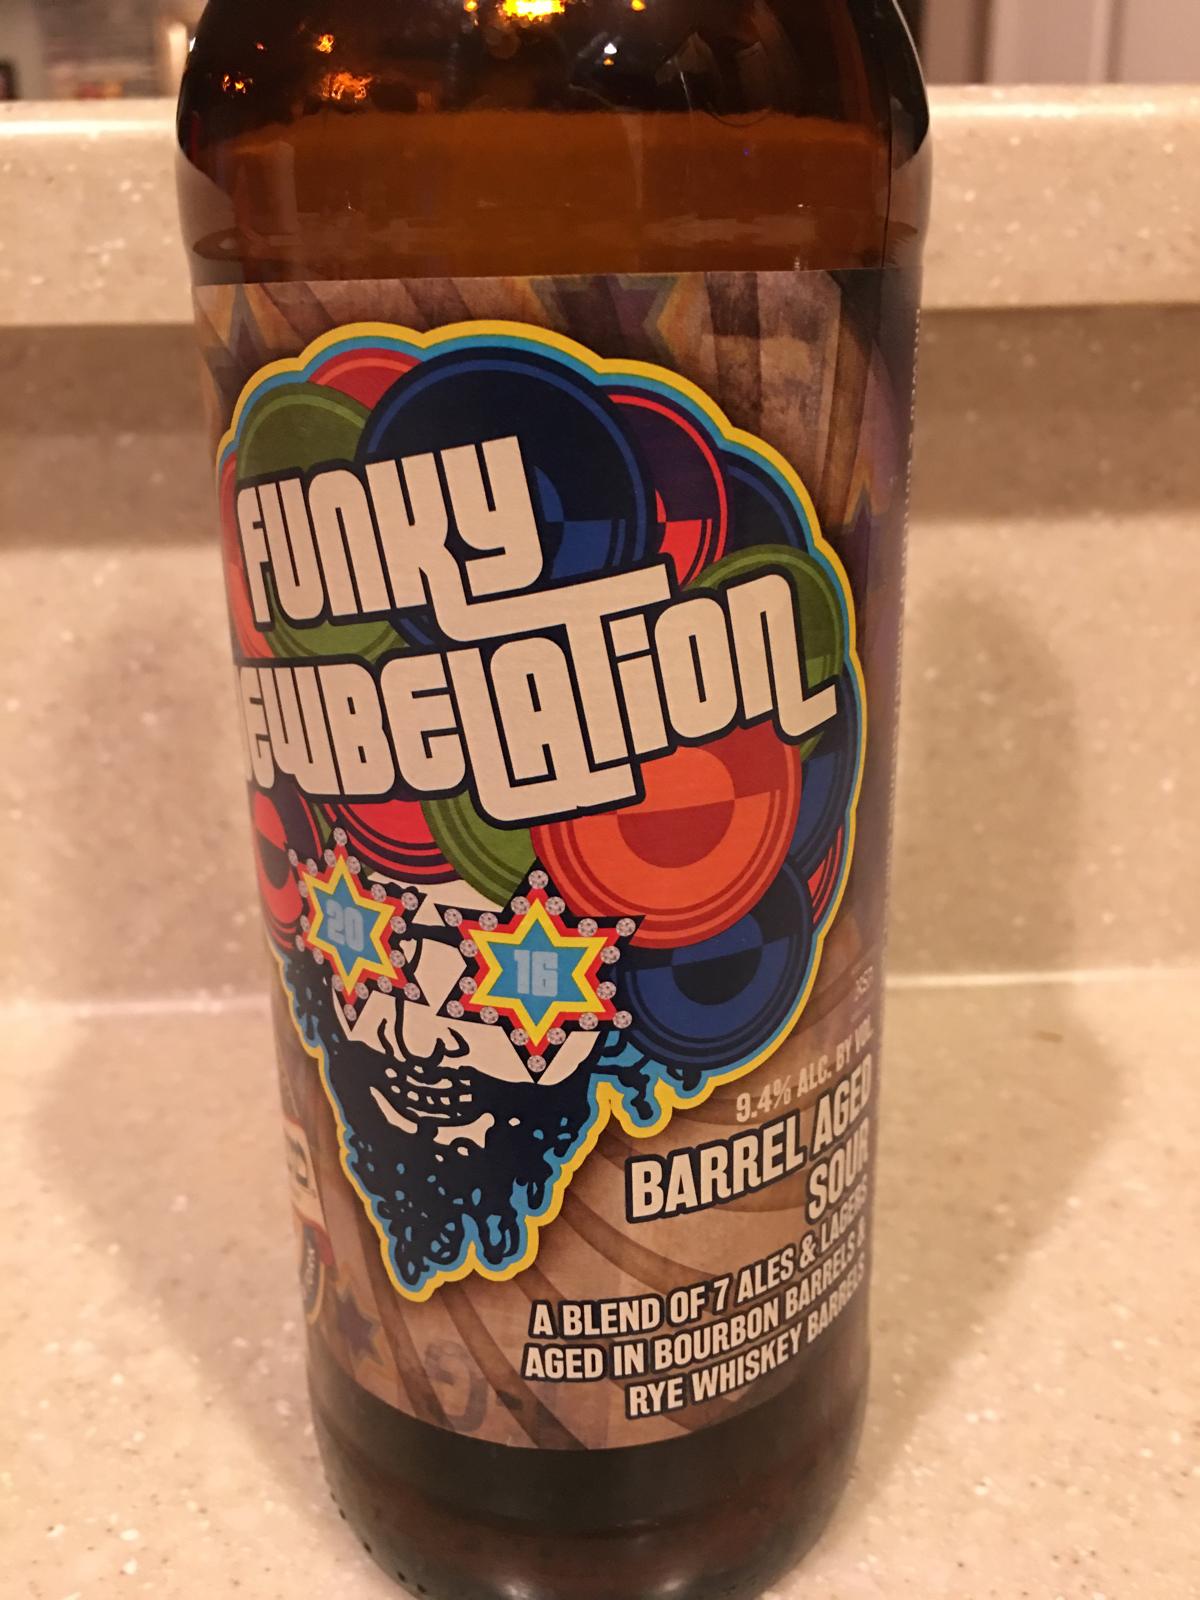 FUNKY
JEWBELATION
20
16
9.4% ALC. BY VOL.
BARREL AGED
SOUR
A BLEND OF 7 ALES & LAGERS
AGED IN BOURBON BARRELS &
RYE WHISKEY BARRELS